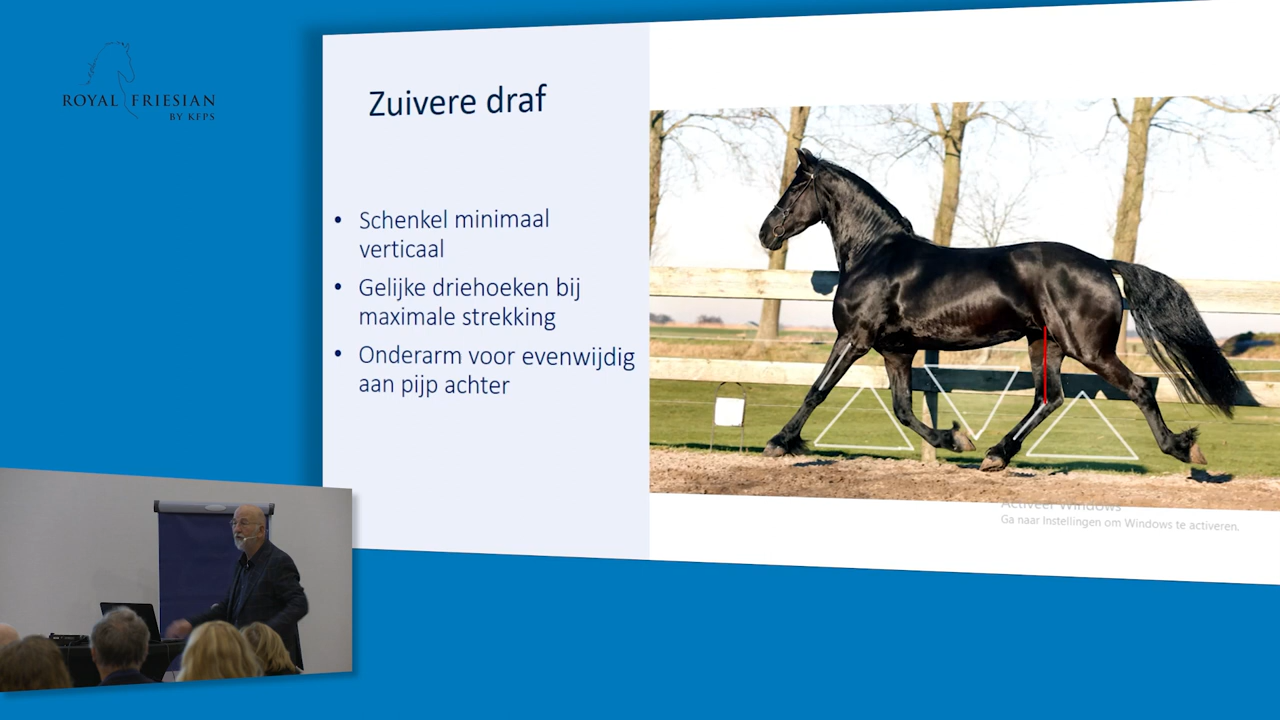 ROYAL FRIESIAN
BY KFPS
Zuivere draf
• Schenkel minimaal
verticaal
• Gelijke driehoeken bij
maximale strekking
• Onderarm voor evenwijdig
aan pijp achter
Activeer Windows
Ga naar Instellingen om Windows te activeren.